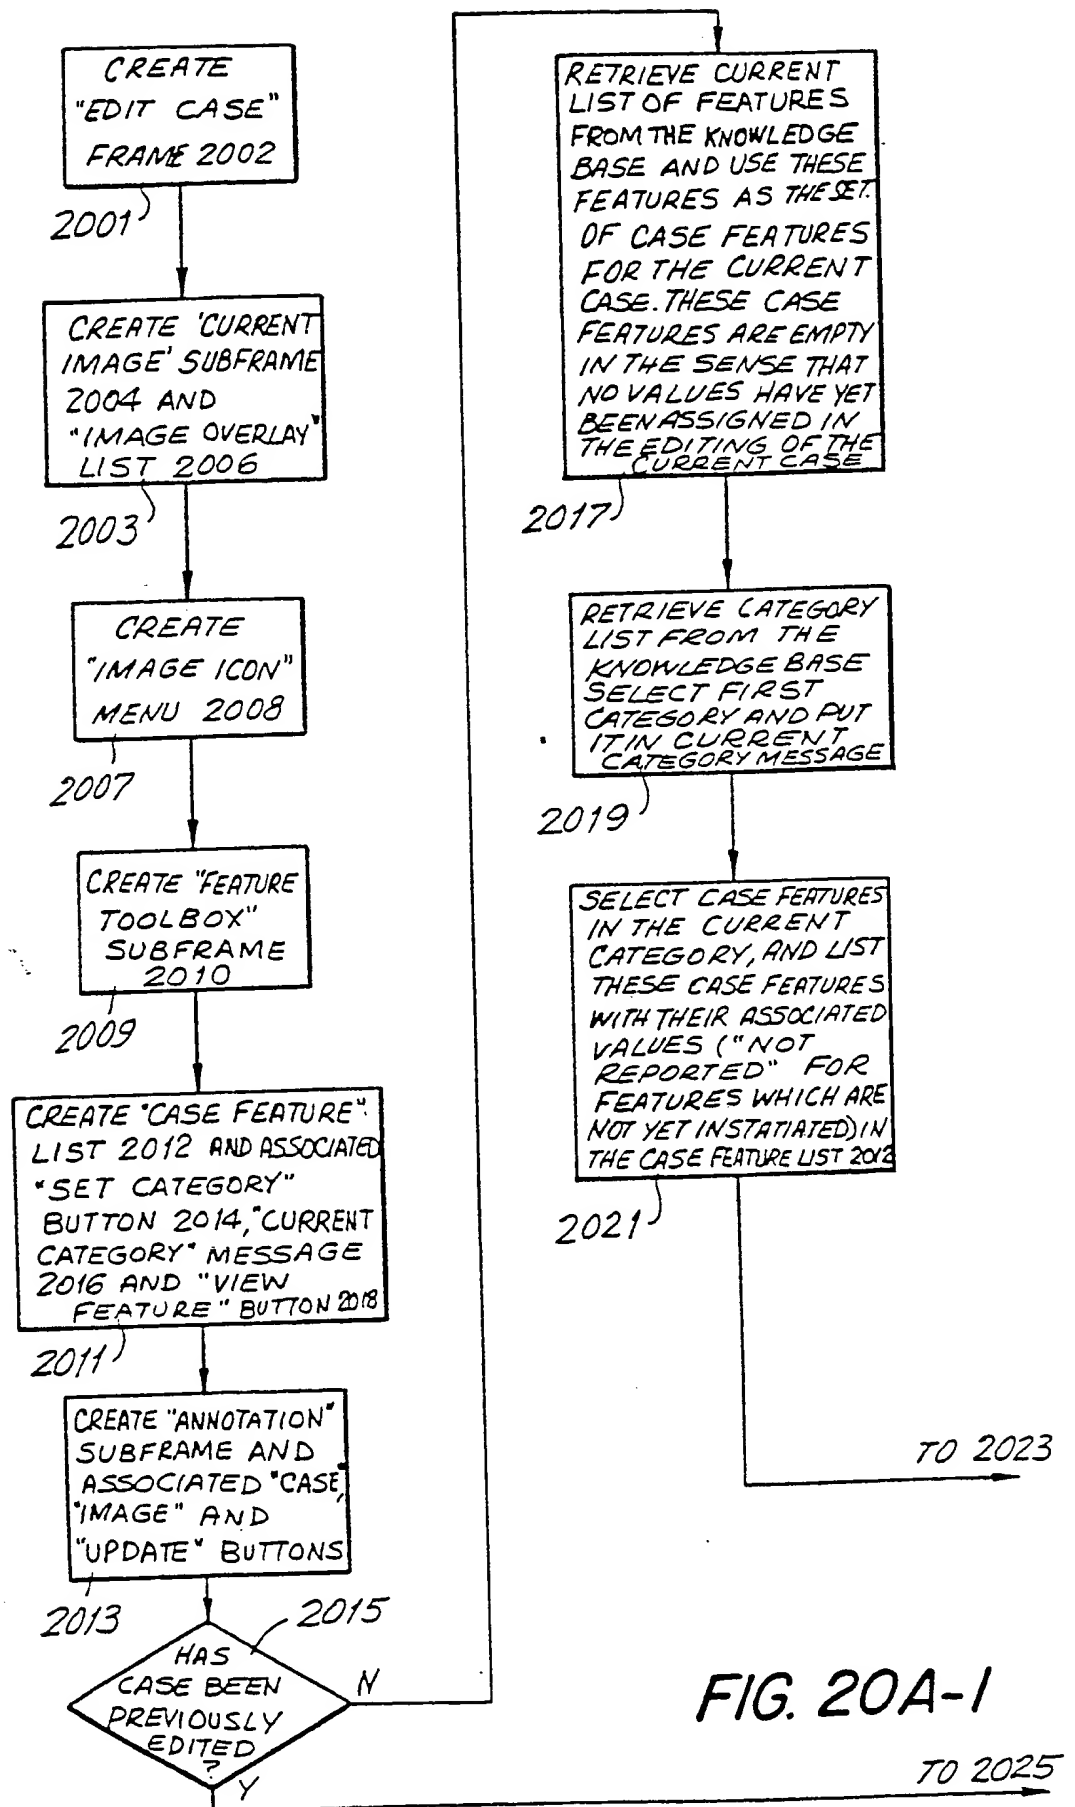 CREATE
"EDIT CASE"
FRAME 2002
2001
CREATE 'CURRENT
IMAGE' SUBFRAME
2004 AND
"IMAGE OVERLAY"
LIST 2006
2003
CREATE
"IMAGE ICON"
MENU 2008
2007
CREATE "FEATURE
TOOLBOX"
SUBFRAME
2010
2009
CREATE "CASE FEATURE"
LIST 2012 AND ASSOCIATED
"SET CATEGORY"
BUTTON 2014, "CURRENT
CATEGORY" MESSAGE
2016 AND "VIEW
FEATURE" BUTTON 2018
2011
CREATE "ANNOTATION"
SUBFRAME AND
ASSOCIATED "CASE,"
"IMAGE" AND
"UPDATE" BUTTONS
2013
2015
HAS
CASE BEEN
PREVIOUSLY
EDITED
?
N
Y
RETRIEVE CURRENT
LIST OF FEATURES
FROM THE KNOWLEDGE
BASE AND USE THESE
FEATURES AS THE SET.
OF CASE FEATURES
FOR THE CURRENT
CASE. THESE CASE
FEATURES ARE EMPTY
IN THE SENSE THAT
NO VALUES HAVE YET
BEEN ASSIGNED IN
THE EDITING OF THE
CURRENT CASE
2017
RETRIEVE CATEGORY
LIST FROM THE
KNOWLEDGE BASE
SELECT FIRST
CATEGORY AND PUT
IT IN CURRENT
CATEGORY MESSAGE
2019
SELECT CASE FEATURES
IN THE CURRENT
CATEGORY, AND LIST
THESE CASE FEATURES
WITH THEIR ASSOCIATED
VALUES ("NOT
REPORTED" FOR
FEATURES WHICH ARE
NOT YET INSTATIATED) IN
THE CASE FEATURE LIST 2012
2021
TO 2023
FIG. 20A-1
TO 2025